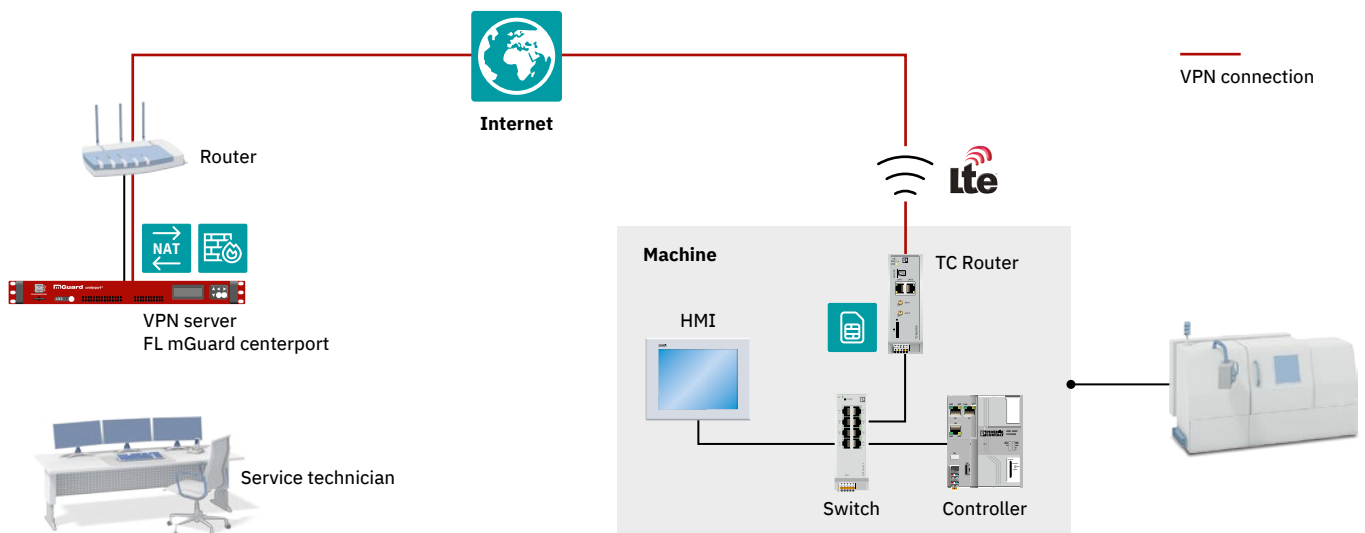 Internet
VPN connection
Router
NAT
lte
mGuard centerport
VPN server
FL mGuard centerport
Service technician
Machine
TC Router
HMI
Switch
Controller